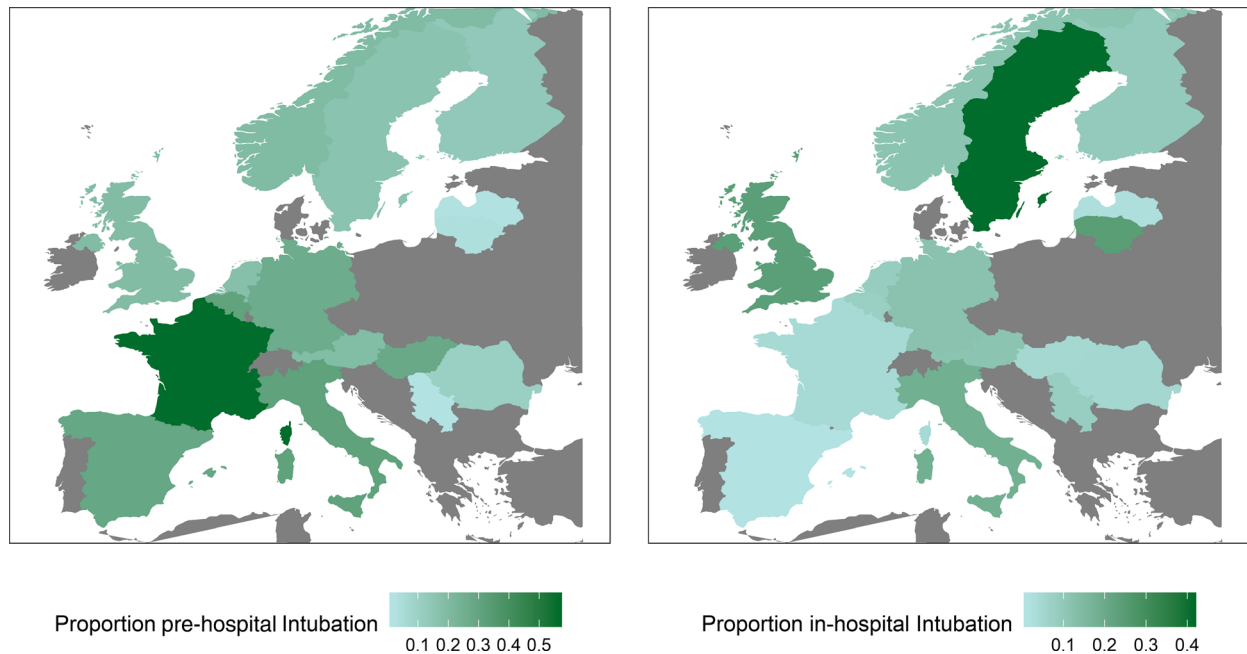 Proportion pre-hospital Intubation
0.1 0.2 0.3 0.4 0.5
Proportion in-hospital Intubation
0.1 0.2 0.3 0.4